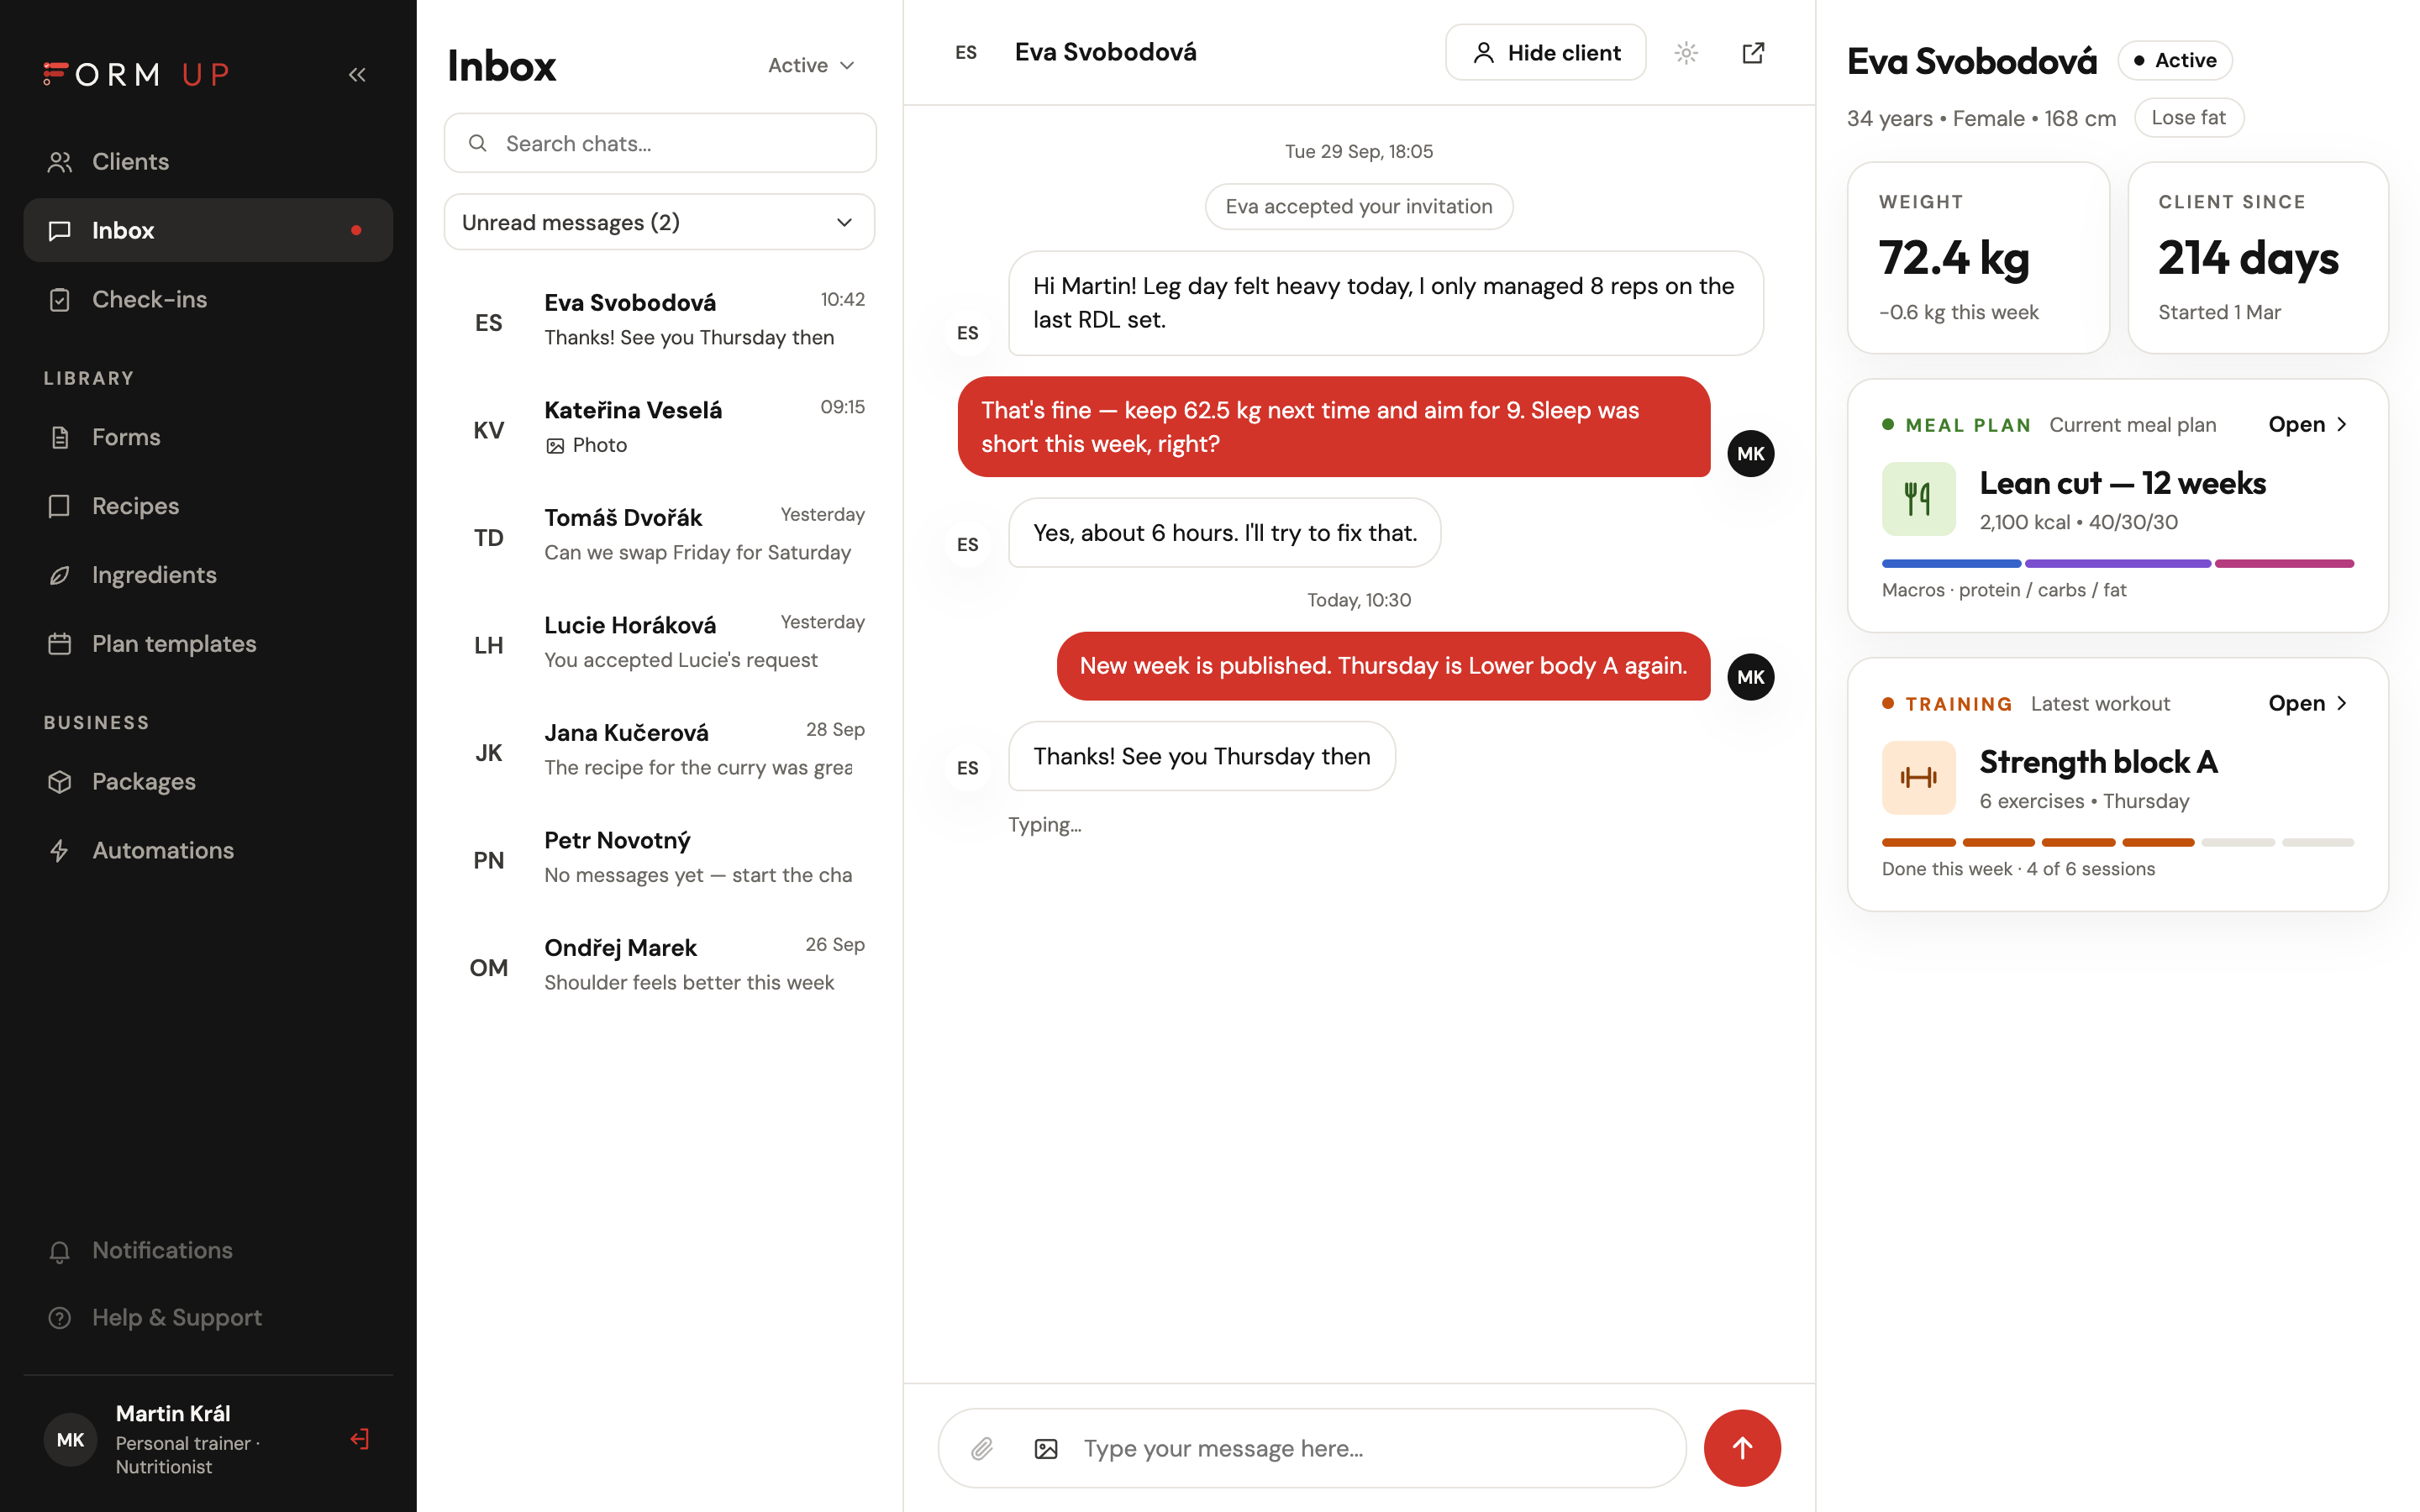 FORM UP
Clients
Inbox
Check-ins
LIBRARY
Forms
Recipes
Ingredients
Plan templates
BUSINESS
Packages
Automations
Notifications
Help & Support
MK
Martin Král
Personal trainer ·
Nutritionist
Inbox
Active
Search chats...
Unread messages (2)
ES
Eva Svobodová
10:42
Thanks! See you Thursday then
KV
Kateřina Veselá
09:15
Photo
TD
Tomáš Dvořák
Yesterday
Can we swap Friday for Saturday
LH
Lucie Horáková
Yesterday
You accepted Lucie's request
JK
Jana Kučerová
28 Sep
The recipe for the curry was grea
PN
Petr Novotný
No messages yet — start the cha
OM
Ondřej Marek
26 Sep
Shoulder feels better this week
ES
Eva Svobodová
Hide client
Tue 29 Sep, 18:05
Eva accepted your invitation
Hi Martin! Leg day felt heavy today, I only managed 8 reps on the
last RDL set.
ES
That's fine — keep 62.5 kg next time and aim for 9. Sleep was
short this week, right?
MK
Yes, about 6 hours. I'll try to fix that.
ES
Today, 10:30
New week is published. Thursday is Lower body A again.
MK
Thanks! See you Thursday then
ES
Typing...
Type your message here...
Eva Svobodová
• Active
34 years • Female • 168 cm
Lose fat
WEIGHT
72.4 kg
-0.6 kg this week
CLIENT SINCE
214 days
Started 1 Mar
MEAL PLAN
Current meal plan
Open
Lean cut — 12 weeks
2,100 kcal • 40/30/30
Macros · protein / carbs / fat
TRAINING
Latest workout
Open
Strength block A
6 exercises • Thursday
Done this week · 4 of 6 sessions